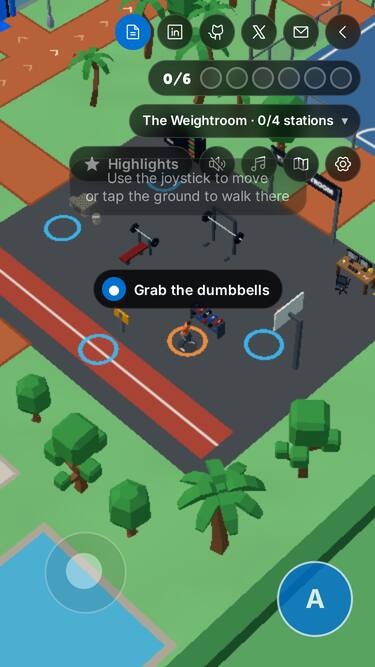 in
0/6
The Weightroom · 0/4 stations
Highlights
Use the joystick to move
or tap the ground to walk there
Grab the dumbbells
A